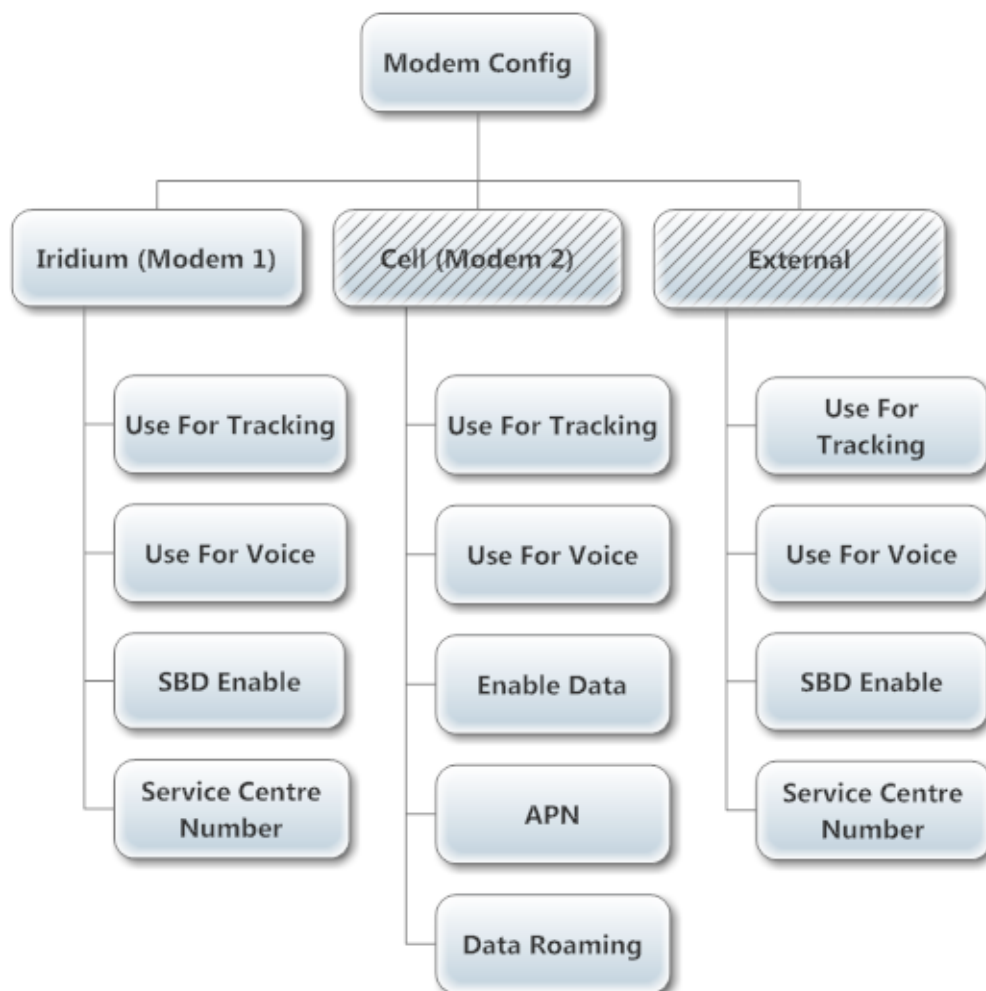 Modem Config
Iridium (Modem 1)
Cell (Modem 2)
External
Use For Tracking
Use For Voice
SBD Enable
Service Centre
Number
Use For Tracking
Use For Voice
Enable Data
APN
Data Roaming
Use For
Tracking
Use For Voice
SBD Enable
Service Centre
Number